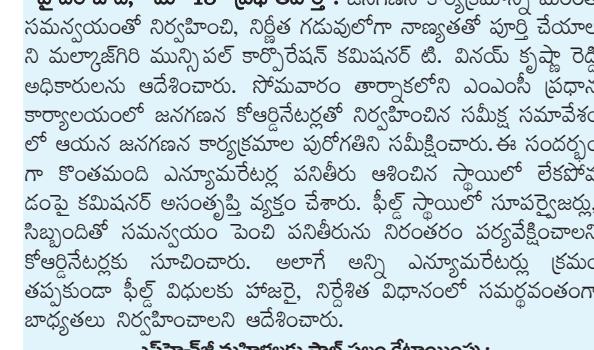 సమన్వయంతో నిర్వహించి, నిర్ణీత గడువులోగా నాణ్యతతో పూర్తి చేయాల
ని మల్కాజ్‌గిరి మున్సిపల్ కార్పొరేషన్ కమిషనర్ టి. వినయ్ కృష్ణా రెడ్డి
అధికారులను ఆదేశించారు. సోమవారం తార్నాకలోని ఎంఎంసీ ప్రధాన
కార్యాలయంలో జనగణన కోఆర్డినేటర్లతో నిర్వహించిన సమీక్ష సమావేశం
లో ఆయన జనగణన కార్యక్రమాల పురోగతిని సమీక్షించారు. ఈ సందర్భం
గా కొంతమంది ఎన్యూమరేటర్ల పనితీరు ఆశించిన స్థాయిలో లేకపోవ
డంపై కమిషనర్ అసంతృప్తి వ్యక్తం చేశారు. ఫీల్డ్ స్థాయిలో సూపర్వైజర్లు,
సిబ్బందితో సమన్వయం పెంచి పనితీరును నిరంతరం పర్యవేక్షించాలని
కోఆర్డినేటర్లకు సూచించారు. అలాగే అన్ని ఎన్యూమరేటర్లు క్రమం
తప్పకుండా ఫీల్డ్ విధులకు హాజరై, నిర్దేశిత విధానంలో సమర్థవంతంగా
బాధ్యతలు నిర్వహించాలని ఆదేశించారు.